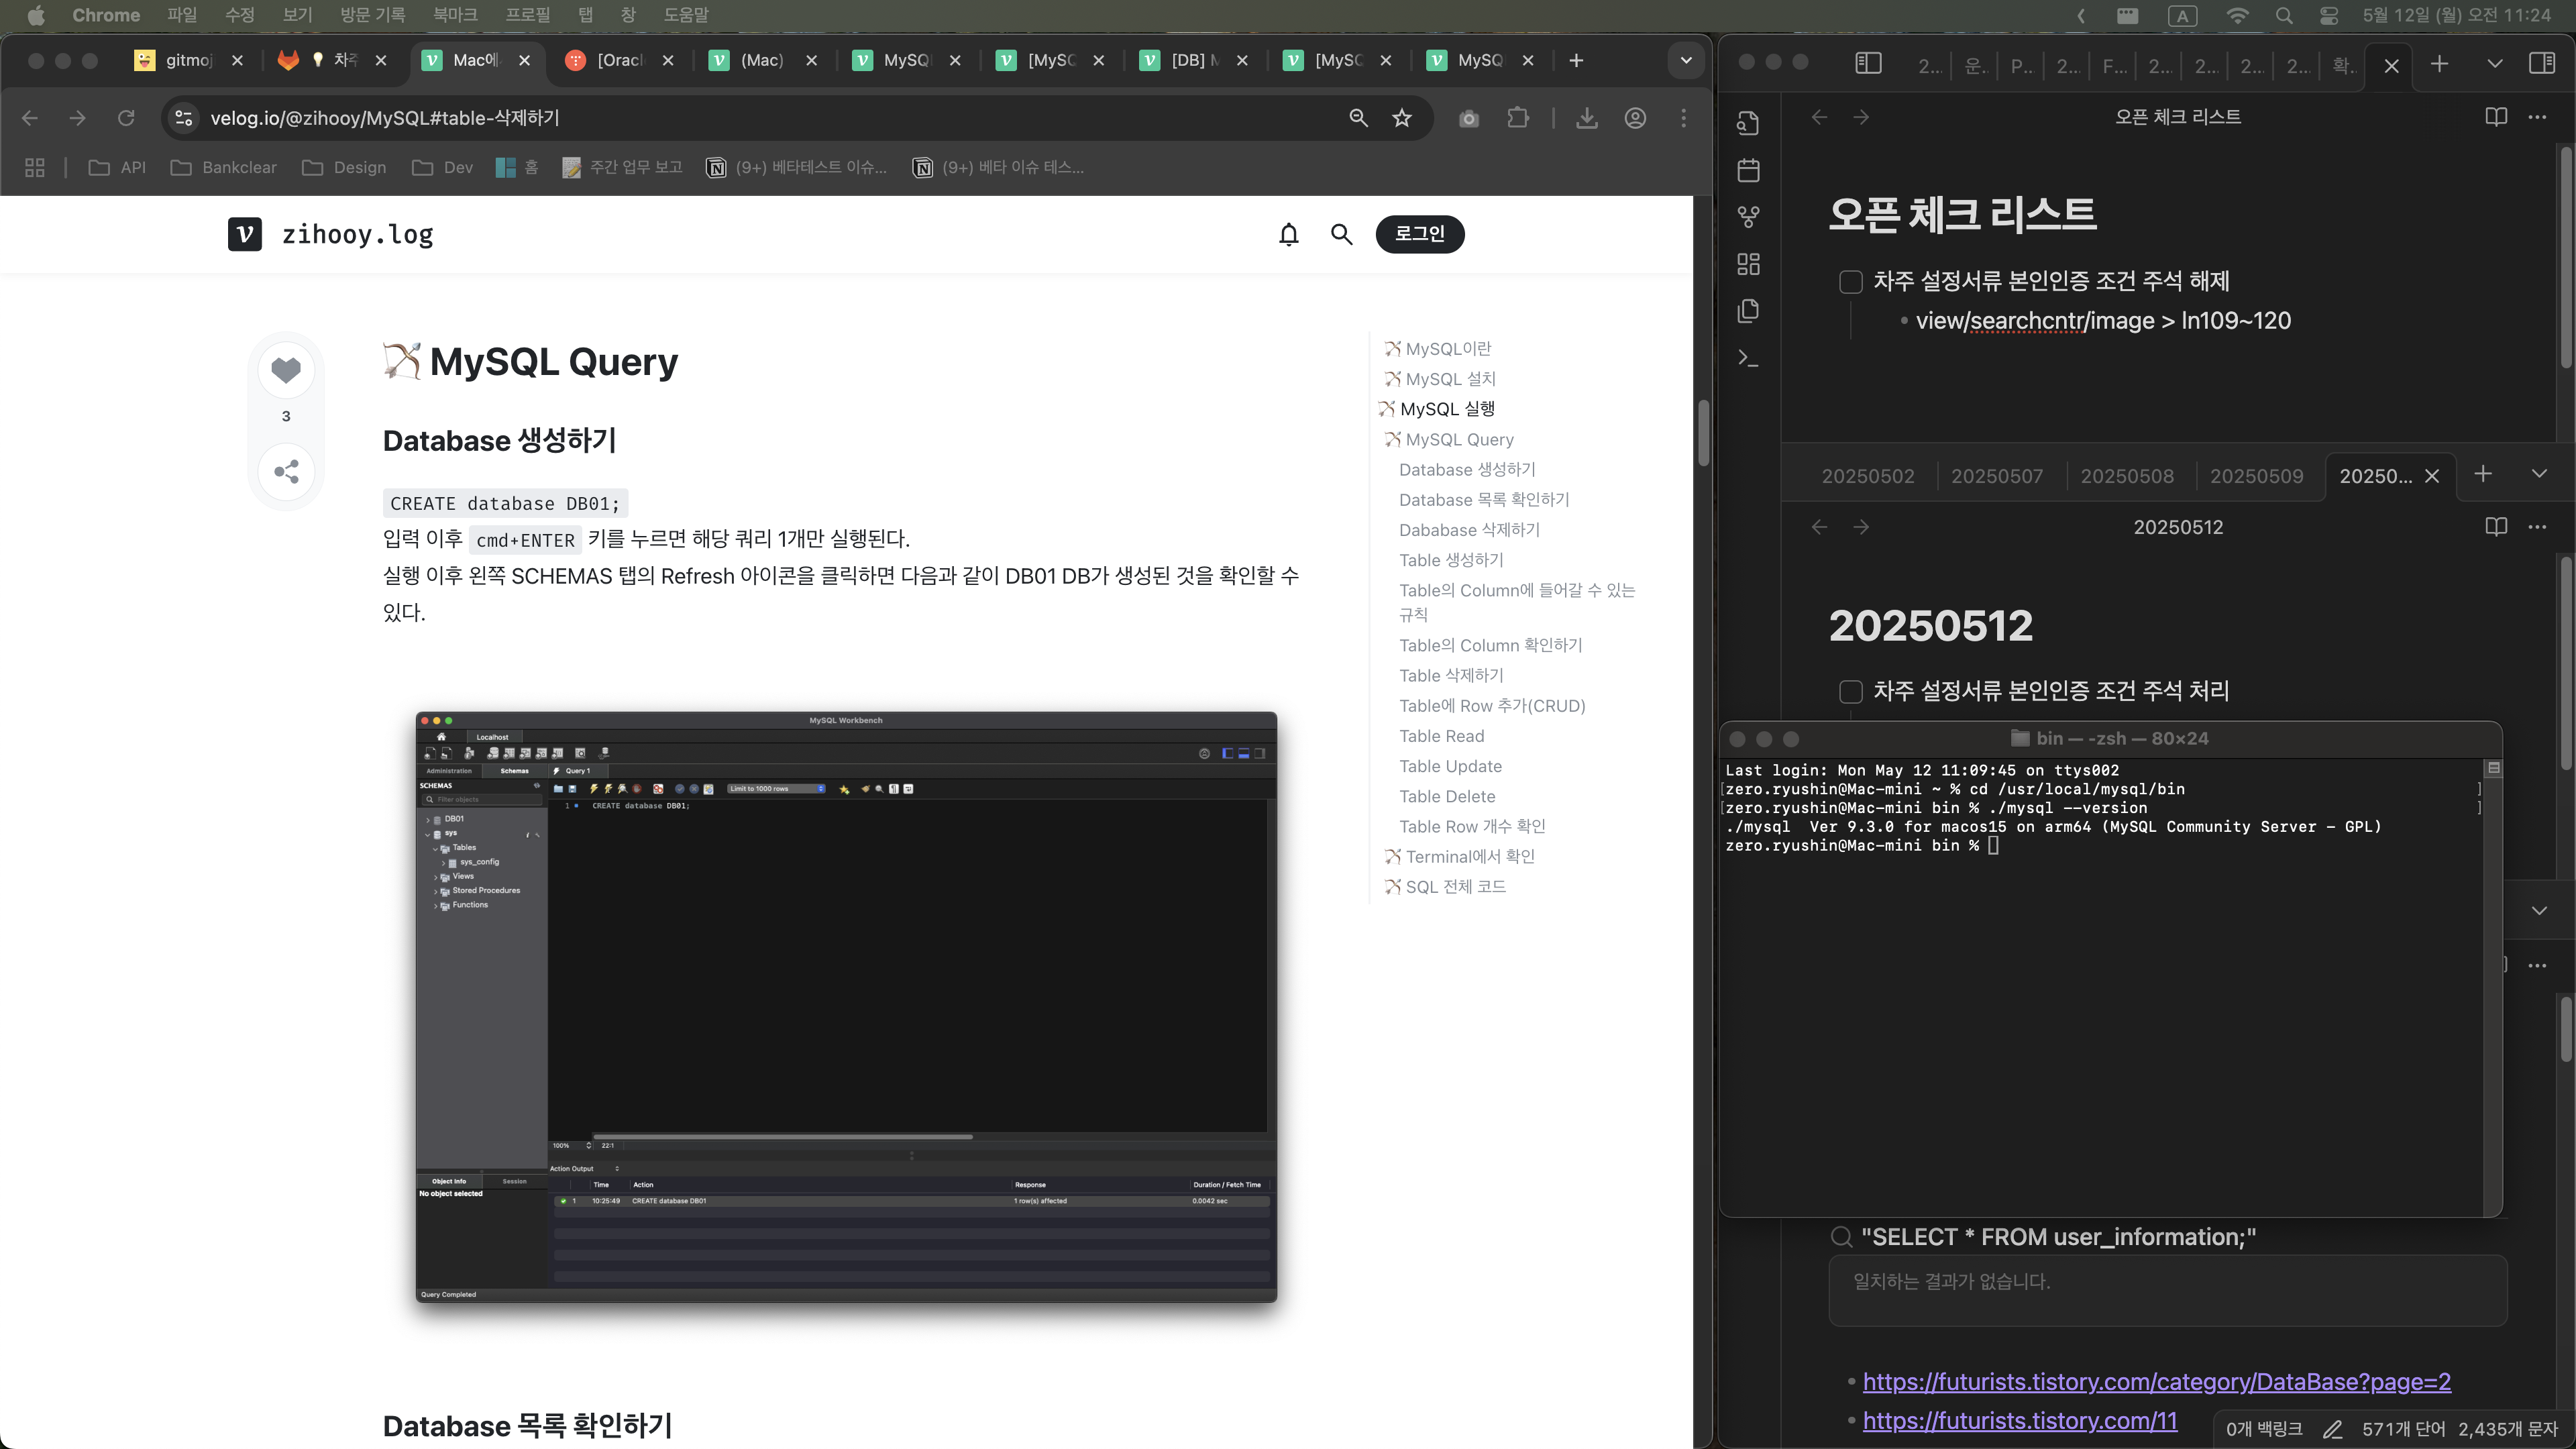 Chrome 파일 수정 보기 방문 기록 북마크 프로필 탭 창 도움말
A 5월 12일 (월) 오전 11:24
gitmoj 차주 Mac에 [Oracl (Mac) MySQL [MySQ [DB] M [MySQ MySQ
velog.io/@zihooy/MySQL#table-삭제하기
API Bankclear Design Dev 홈 주간 업무 보고 (9+) 베타테스트 이슈... (9+) 베타 이슈 테스...
zihooy.log
로그인
3
MySQL Query
Database 생성하기
CREATE database DB01;
입력 이후 cmd+ENTER 키를 누르면 해당 쿼리 1개만 실행된다.
실행 이후 왼쪽 SCHEMAS 탭의 Refresh 아이콘을 클릭하면 다음과 같이 DB01 DB가 생성된 것을 확인할 수
있다.
MySQL Workbench
Localhost
Administration Schemas Query 1
SCHEMAS
Filter objects
Limit to 1000 rows
1 CREATE database DB01;
DB01
sys
Tables
sys_config
Views
Stored Procedures
Functions
100% 22:1
Action Output
Object Info Session
No object selected
Time Action Response Duration / Fetch Time
1 10:25:49 CREATE database DB01 1 row(s) affected 0.0042 sec
Query Completed
Database 목록 확인하기
MySQL이란
MySQL 설치
MySQL 실행
MySQL Query
Database 생성하기
Database 목록 확인하기
Dababase 삭제하기
Table 생성하기
Table의 Column에 들어갈 수 있는
규칙
Table의 Column 확인하기
Table 삭제하기
Table에 Row 추가(CRUD)
Table Read
Table Update
Table Delete
Table Row 개수 확인
Terminal에서 확인
SQL 전체 코드
2... 운.. P... 2... F... 2... 2... 2... 2... 확..
오픈 체크 리스트
오픈 체크 리스트
차주 설정서류 본인인증 조건 주석 해제
view/searchcntr/image > ln109~120
20250502 20250507 20250508 20250509 20250...
20250512
20250512
차주 설정서류 본인인증 조건 주석 처리
bin — -zsh — 80×24
Last login: Mon May 12 11:09:45 on ttys002
[zero.ryushin@Mac-mini ~ % cd /usr/local/mysql/bin ]
[zero.ryushin@Mac-mini bin % ./mysql --version ]
./mysql  Ver 9.3.0 for macos15 on arm64 (MySQL Community Server - GPL)
zero.ryushin@Mac-mini bin %
"SELECT * FROM user_information;"
일치하는 결과가 없습니다.
https://futurists.tistory.com/category/DataBase?page=2
https://futurists.tistory.com/11
0개 백링크 571개 단어 2,435개 문자